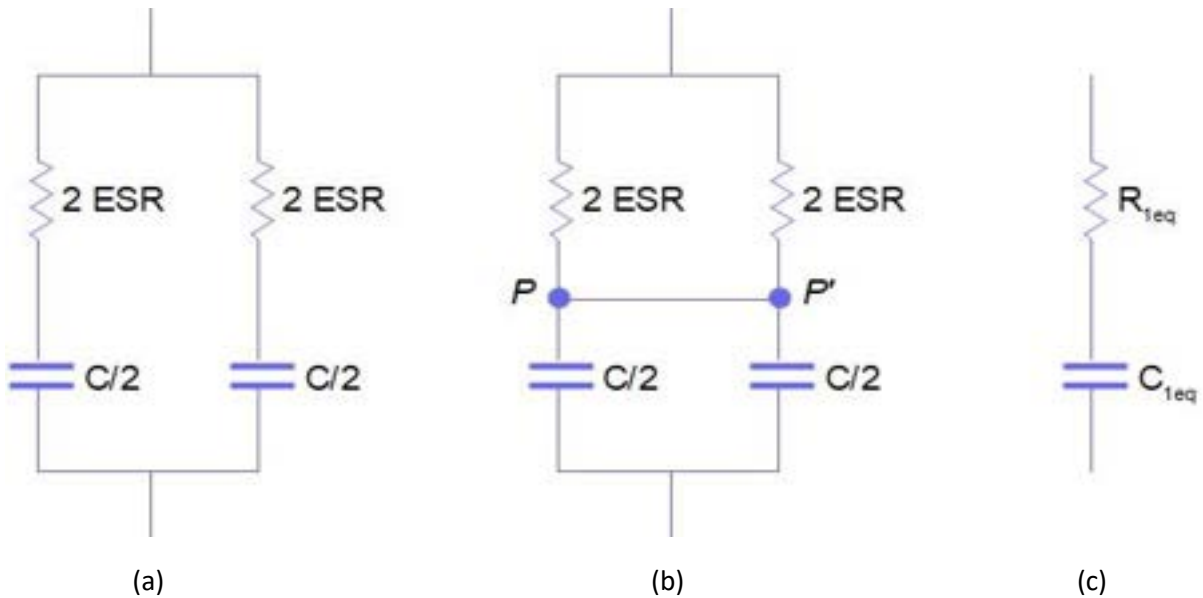 2 ESR 2 ESR 2 ESR 2 ESR R1eq
P P'
C/2 C/2 C/2 C/2 C1eq
(a) (b) (c)